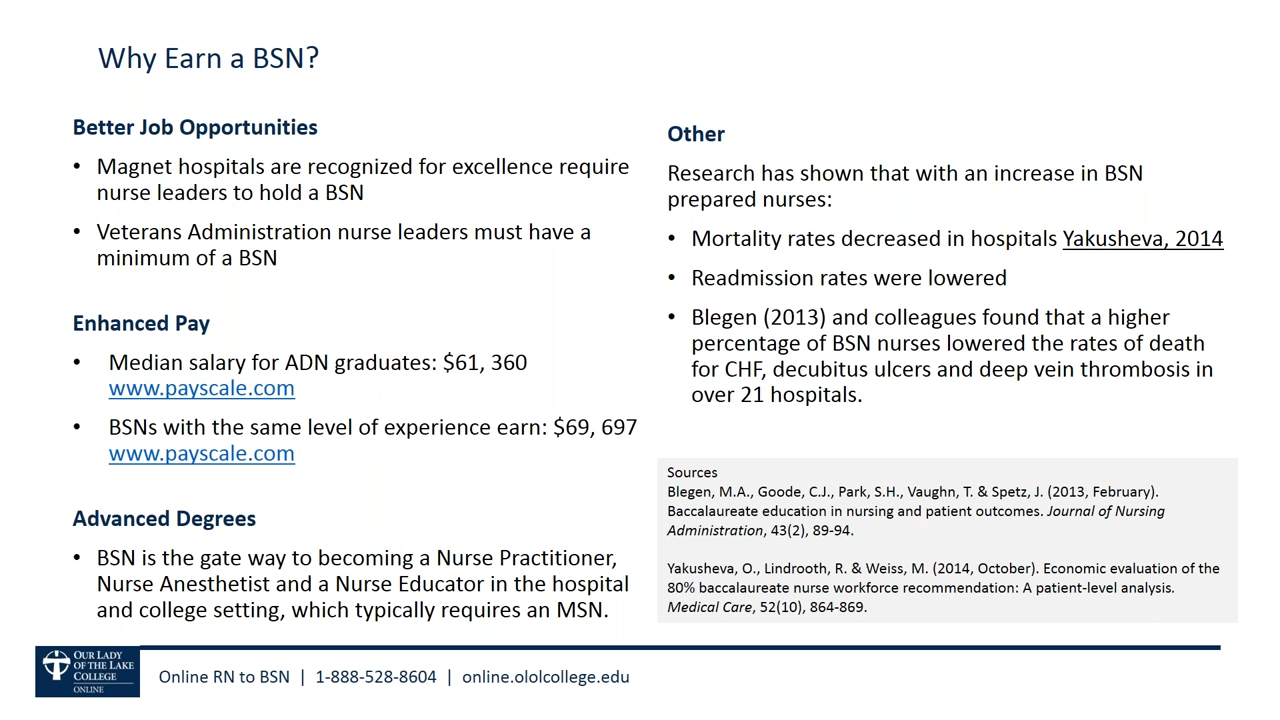 Why Earn a BSN?
Better Job Opportunities
• Magnet hospitals are recognized for excellence require
nurse leaders to hold a BSN
• Veterans Administration nurse leaders must have a
minimum of a BSN
Enhanced Pay
• Median salary for ADN graduates: $61, 360
www.payscale.com
• BSNs with the same level of experience earn: $69, 697
www.payscale.com
Advanced Degrees
• BSN is the gate way to becoming a Nurse Practitioner,
Nurse Anesthetist and a Nurse Educator in the hospital
and college setting, which typically requires an MSN.
Other
Research has shown that with an increase in BSN
prepared nurses:
• Mortality rates decreased in hospitals Yakusheva, 2014
• Readmission rates were lowered
• Blegen (2013) and colleagues found that a higher
percentage of BSN nurses lowered the rates of death
for CHF, decubitus ulcers and deep vein thrombosis in
over 21 hospitals.
Sources
Blegen, M.A., Goode, C.J., Park, S.H., Vaughn, T. & Spetz, J. (2013, February).
Baccalaureate education in nursing and patient outcomes. Journal of Nursing
Administration, 43(2), 89-94.
Yakusheva, O., Lindrooth, R. & Weiss, M. (2014, October). Economic evaluation of the
80% baccalaureate nurse workforce recommendation: A patient-level analysis.
Medical Care, 52(10), 864-869.
OUR LADY
OF THE LAKE
COLLEGE
ONLINE
Online RN to BSN | 1-888-528-8604 | online.ololcollege.edu